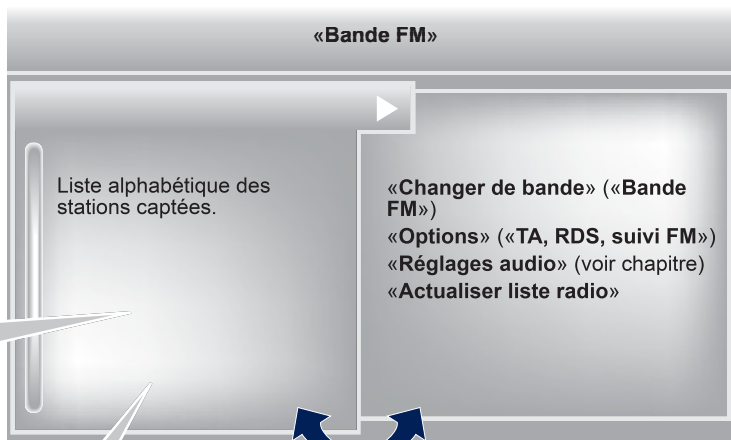 «Bande FM»
Liste alphabétique des
stations captées.
«Changer de bande» («Bande
FM»)
«Options» («TA, RDS, suivi FM»)
«Réglages audio» (voir chapitre)
«Actualiser liste radio»